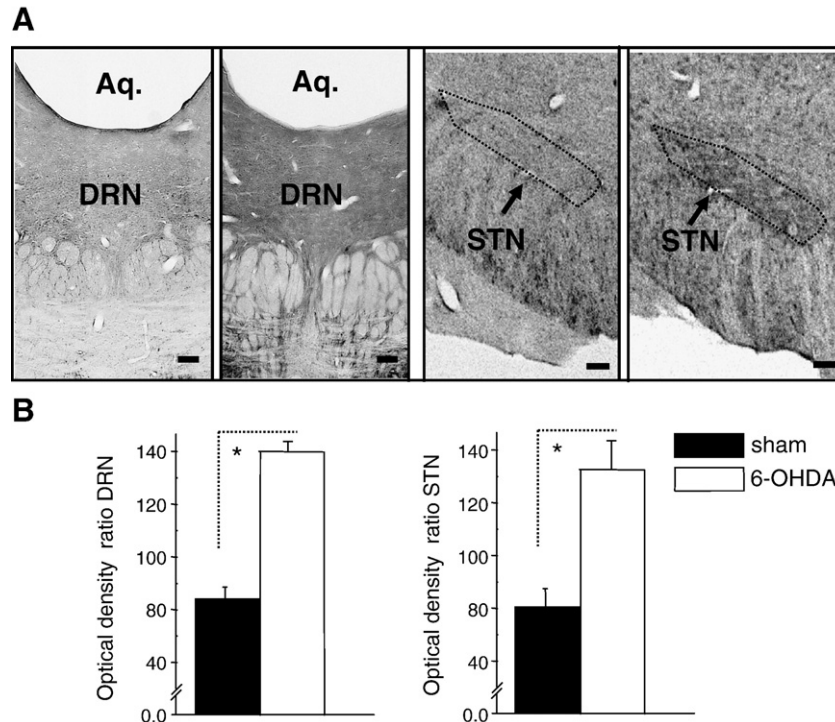 A
Aq.
Aq.
DRN
DRN
STN
STN
B
Optical density ratio DRN
140
120
100
80
40
0.0
*
Optical density ratio STN
140
120
100
80
40
0.0
*
sham
6-OHDA